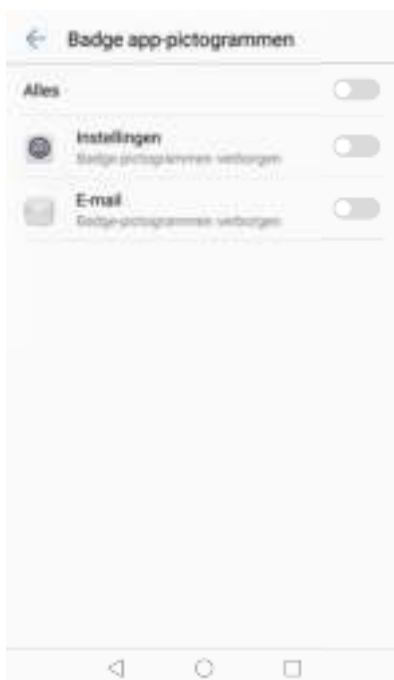 Badge app-pictogrammen
Alles
Instellingen
Badge-pictogrammen verborgen
E-mail
Badge-pictogrammen verborgen